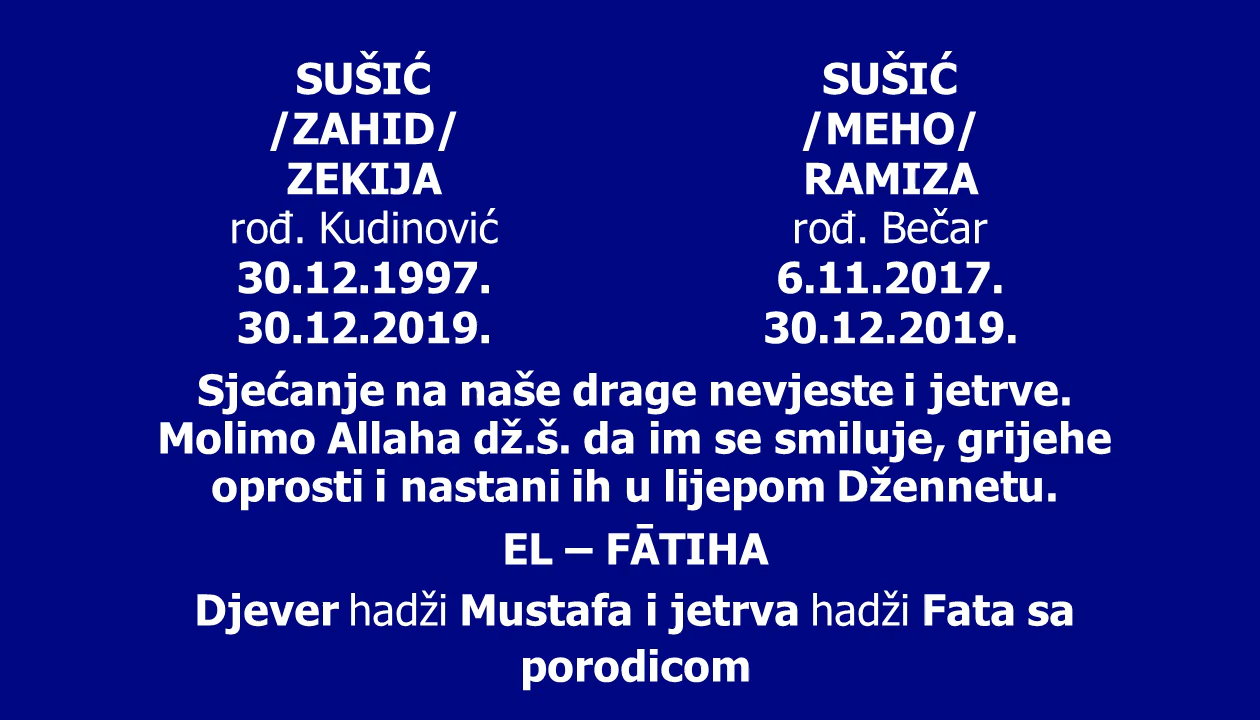 SUŠIĆ
/ZAHID/
ZEKIJA
rođ. Kudinović
30.12.1997.
30.12.2019.
SUŠIĆ
/MEHO/
RAMIZA
rođ. Bečar
6.11.2017.
30.12.2019.
Sjećanje na naše drage nevjeste i jetrve.
Molimo Allaha dž.š. da im se smiluje, grijehe
oprosti i nastani ih u lijepom Džennetu.
EL – FĀTIHA
Djever hadži Mustafa i jetrva hadži Fata sa
porodicom